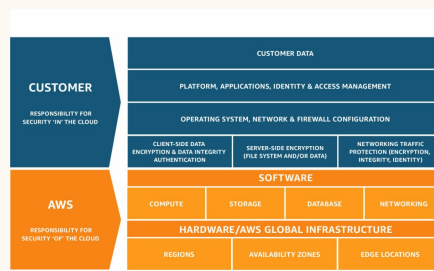 CUSTOMER
RESPONSIBILITY FOR
SECURITY 'IN' THE CLOUD
CUSTOMER DATA
PLATFORM, APPLICATIONS, IDENTITY & ACCESS MANAGEMENT
OPERATING SYSTEM, NETWORK & FIREWALL CONFIGURATION
CLIENT-SIDE DATA
ENCRYPTION & DATA INTEGRITY
AUTHENTICATION
SERVER-SIDE ENCRYPTION
(FILE SYSTEM AND/OR DATA)
NETWORKING TRAFFIC
PROTECTION (ENCRYPTION,
INTEGRITY, IDENTITY)
AWS
RESPONSIBILITY FOR
SECURITY 'OF' THE CLOUD
SOFTWARE
COMPUTE
STORAGE
DATABASE
NETWORKING
HARDWARE/AWS GLOBAL INFRASTRUCTURE
REGIONS
AVAILABILITY ZONES
EDGE LOCATIONS